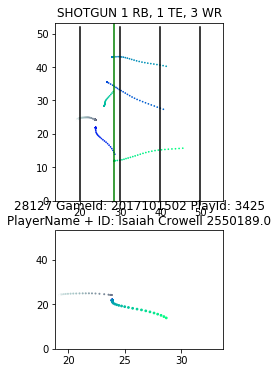 SHOTGUN 1 RB, 1 TE, 3 WR
50
40
30
20
10
0
20 30 40 50
28127 GameId: 2017101502 PlayId: 3425
PlayerName + ID: Isaiah Crowell 2550189.0
40
20
0
20 25 30